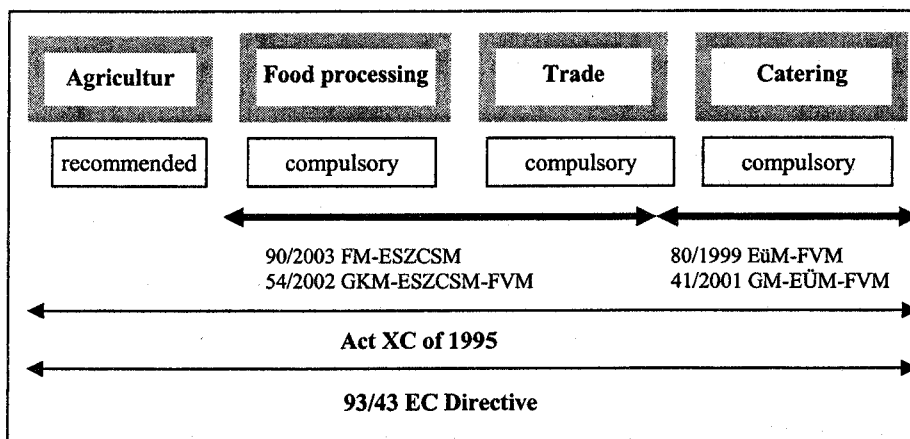 Agricultur
Food processing
Trade
Catering
recommended
compulsory
compulsory
compulsory
90/2003 FM-ESZCSM
54/2002 GKM-ESZCSM-FVM
80/1999 EüM-FVM
41/2001 GM-EÜM-FVM
Act XC of 1995
93/43 EC Directive